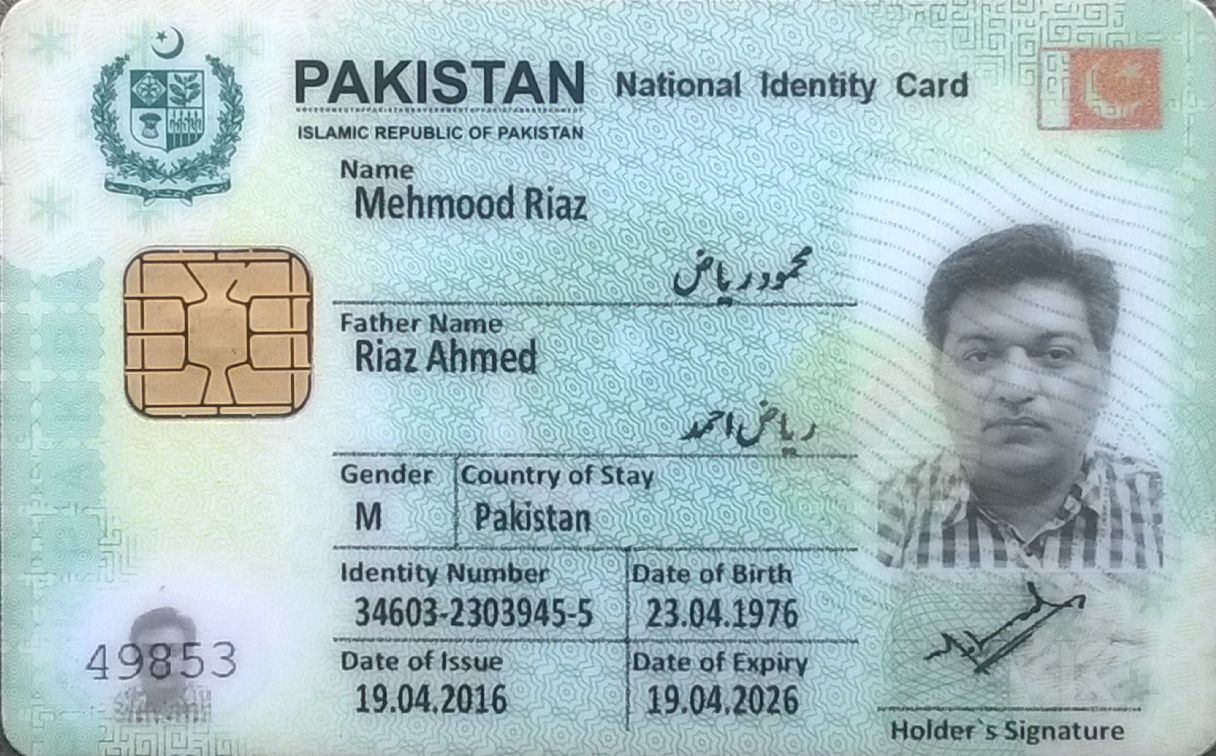 PAKISTAN National Identity Card
ISLAMIC REPUBLIC OF PAKISTAN
Name
Mehmood Riaz
محمود ریاض
Father Name
Riaz Ahmed
ریاض احمد
Gender Country of Stay
M Pakistan
Identity Number Date of Birth
34603-2303945-5 23.04.1976
Date of Issue Date of Expiry
19.04.2016 19.04.2026
49853
Holder`s Signature